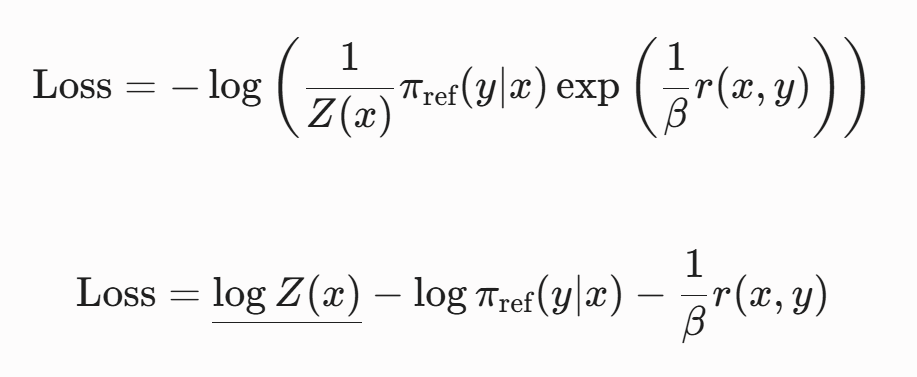 Loss = − log ( 1/Z(x) π_ref(y|x) exp ( 1/β r(x, y) ) )
Loss = log Z(x) − log π_ref(y|x) − 1/β r(x, y)